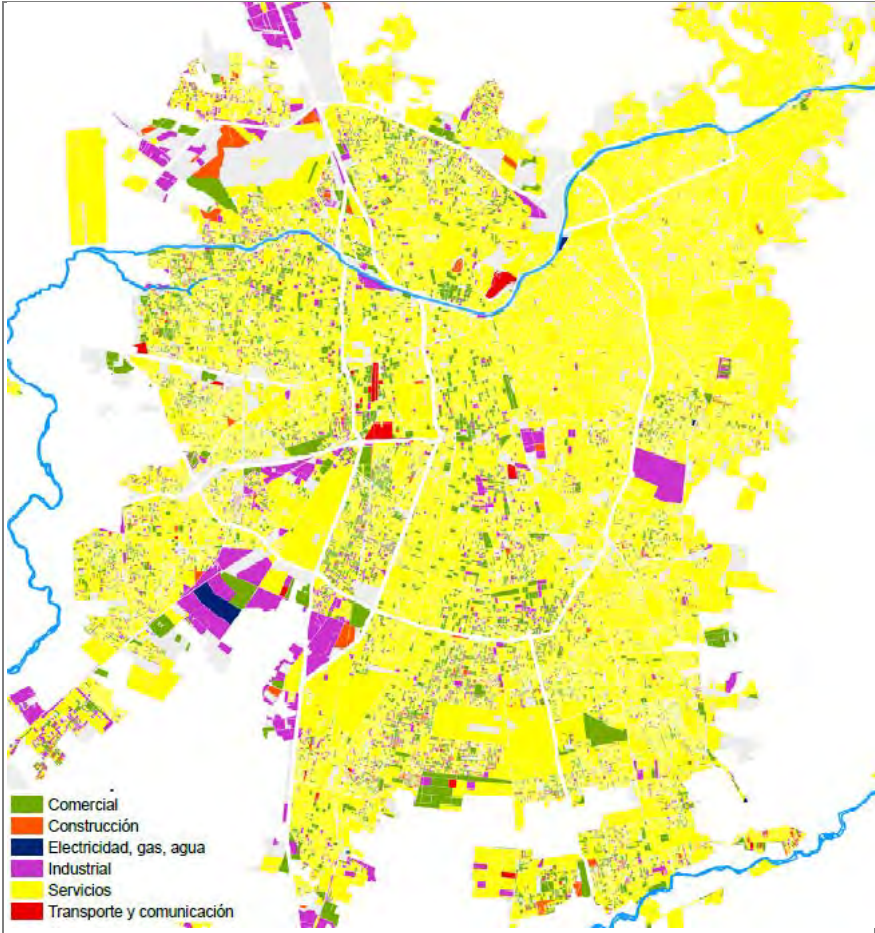 Comercial
Construcción
Electricidad, gas, agua
Industrial
Servicios
Transporte y comunicación